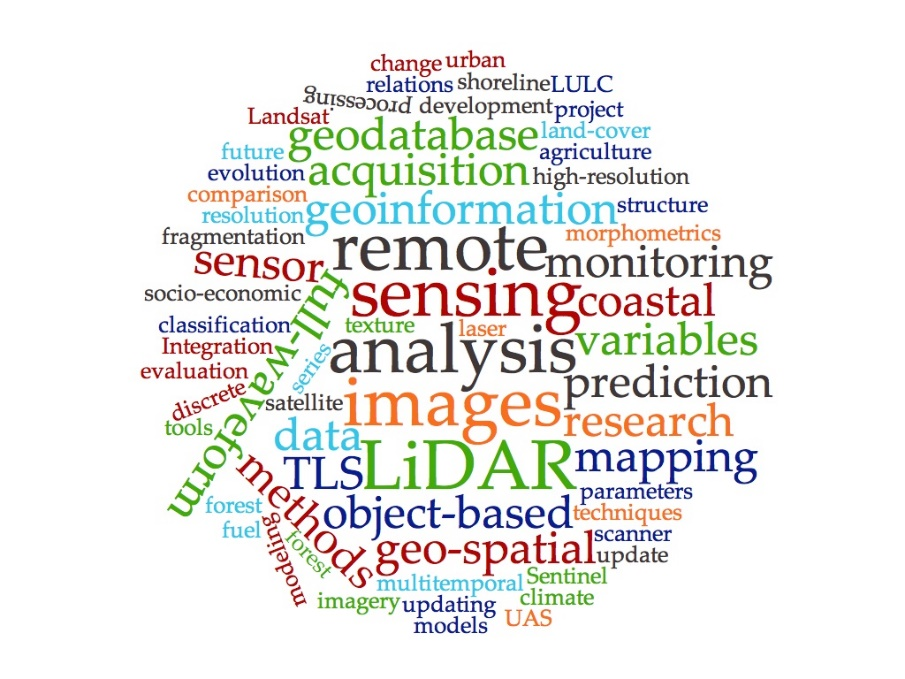 change urban
relations shoreline LULC
processing development project
Landsat geodatabase land-cover
future acquisition agriculture
evolution high-resolution
comparison geoinformation structure
resolution
fragmentation remote morphometrics
sensor monitoring
socio-economic sensing coastal
full-waveform
classification texture laser variables
Integration analysis
evaluation series prediction
discrete satellite images research
tools data
TLS LiDAR mapping
methods parameters
forest object-based techniques
fuel scanner
modeling forest geo-spatial update
multitemporal Sentinel
imagery updating climate
models UAS